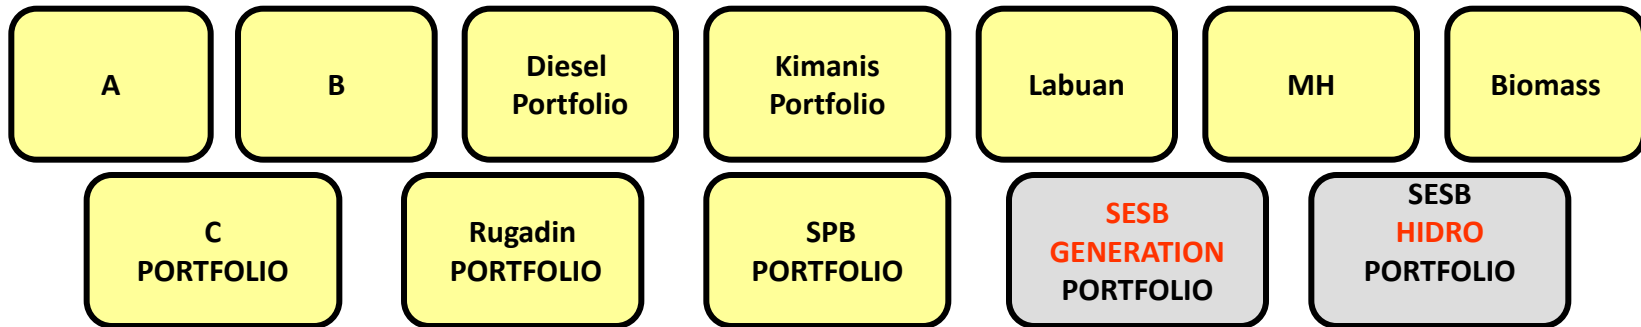 A
B
Diesel
Portfolio
Kimanis
Portfolio
Labuan
MH
Biomass
C
PORTFOLIO
Rugadin
PORTFOLIO
SPB
PORTFOLIO
SESB
GENERATION
PORTFOLIO
SESB
HIDRO
PORTFOLIO